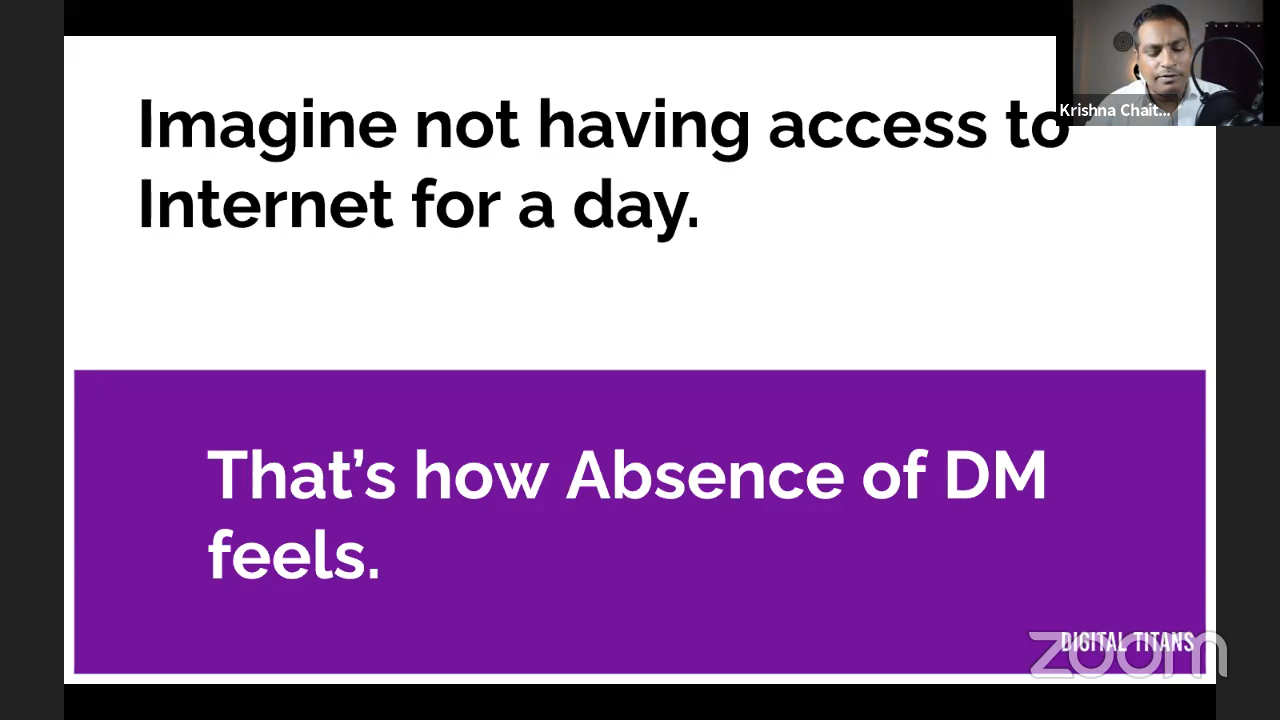 Imagine not having access to
Internet for a day.
Krishna Chait...
That's how Absence of DM
feels.
DIGITAL TITANS
zoom